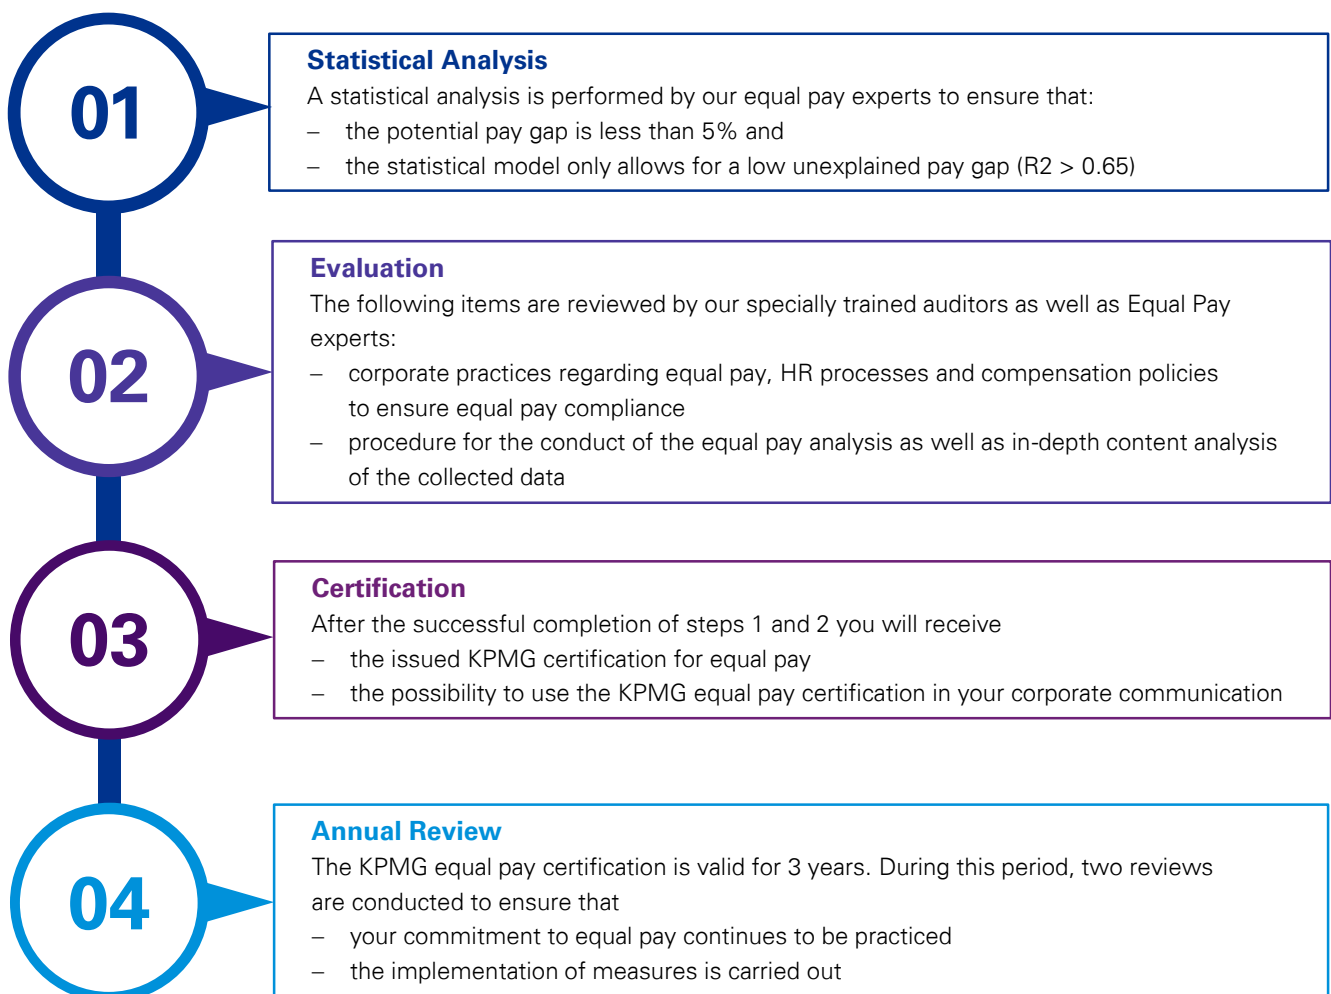 01
Statistical Analysis
A statistical analysis is performed by our equal pay experts to ensure that:
– the potential pay gap is less than 5% and
– the statistical model only allows for a low unexplained pay gap (R2 > 0.65)
02
Evaluation
The following items are reviewed by our specially trained auditors as well as Equal Pay
experts:
– corporate practices regarding equal pay, HR processes and compensation policies
to ensure equal pay compliance
– procedure for the conduct of the equal pay analysis as well as in-depth content analysis
of the collected data
03
Certification
After the successful completion of steps 1 and 2 you will receive
– the issued KPMG certification for equal pay
– the possibility to use the KPMG equal pay certification in your corporate communication
04
Annual Review
The KPMG equal pay certification is valid for 3 years. During this period, two reviews
are conducted to ensure that
– your commitment to equal pay continues to be practiced
– the implementation of measures is carried out